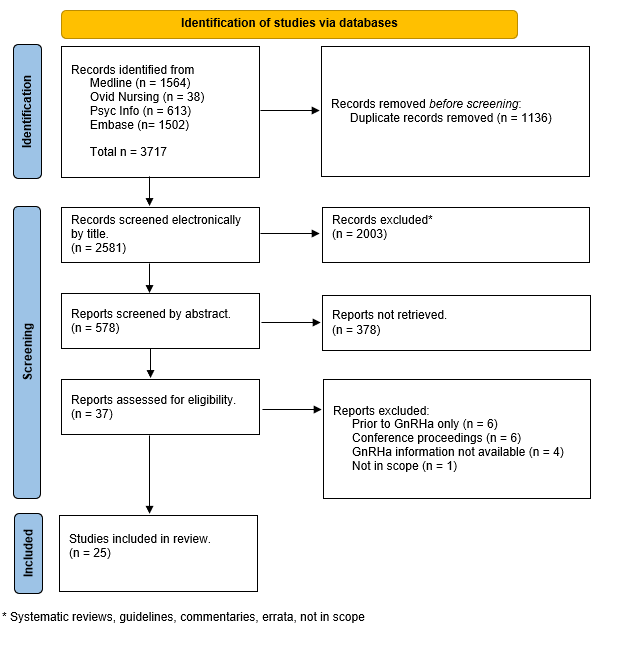 Identification of studies via databases
Identification
Records identified from
Medline (n = 1564)
Ovid Nursing (n = 38)
Psyc Info (n = 613)
Embase (n= 1502)
Total n = 3717
Records removed before screening:
Duplicate records removed (n = 1136)
Screening
Records screened electronically
by title.
(n = 2581)
Records excluded*
(n = 2003)
Reports screened by abstract.
(n = 578)
Reports not retrieved.
(n = 378)
Reports assessed for eligibility.
(n = 37)
Reports excluded:
Prior to GnRHa only (n = 6)
Conference proceedings (n = 6)
GnRHa information not available (n = 4)
Not in scope (n = 1)
Included
Studies included in review.
(n = 25)
* Systematic reviews, guidelines, commentaries, errata, not in scope